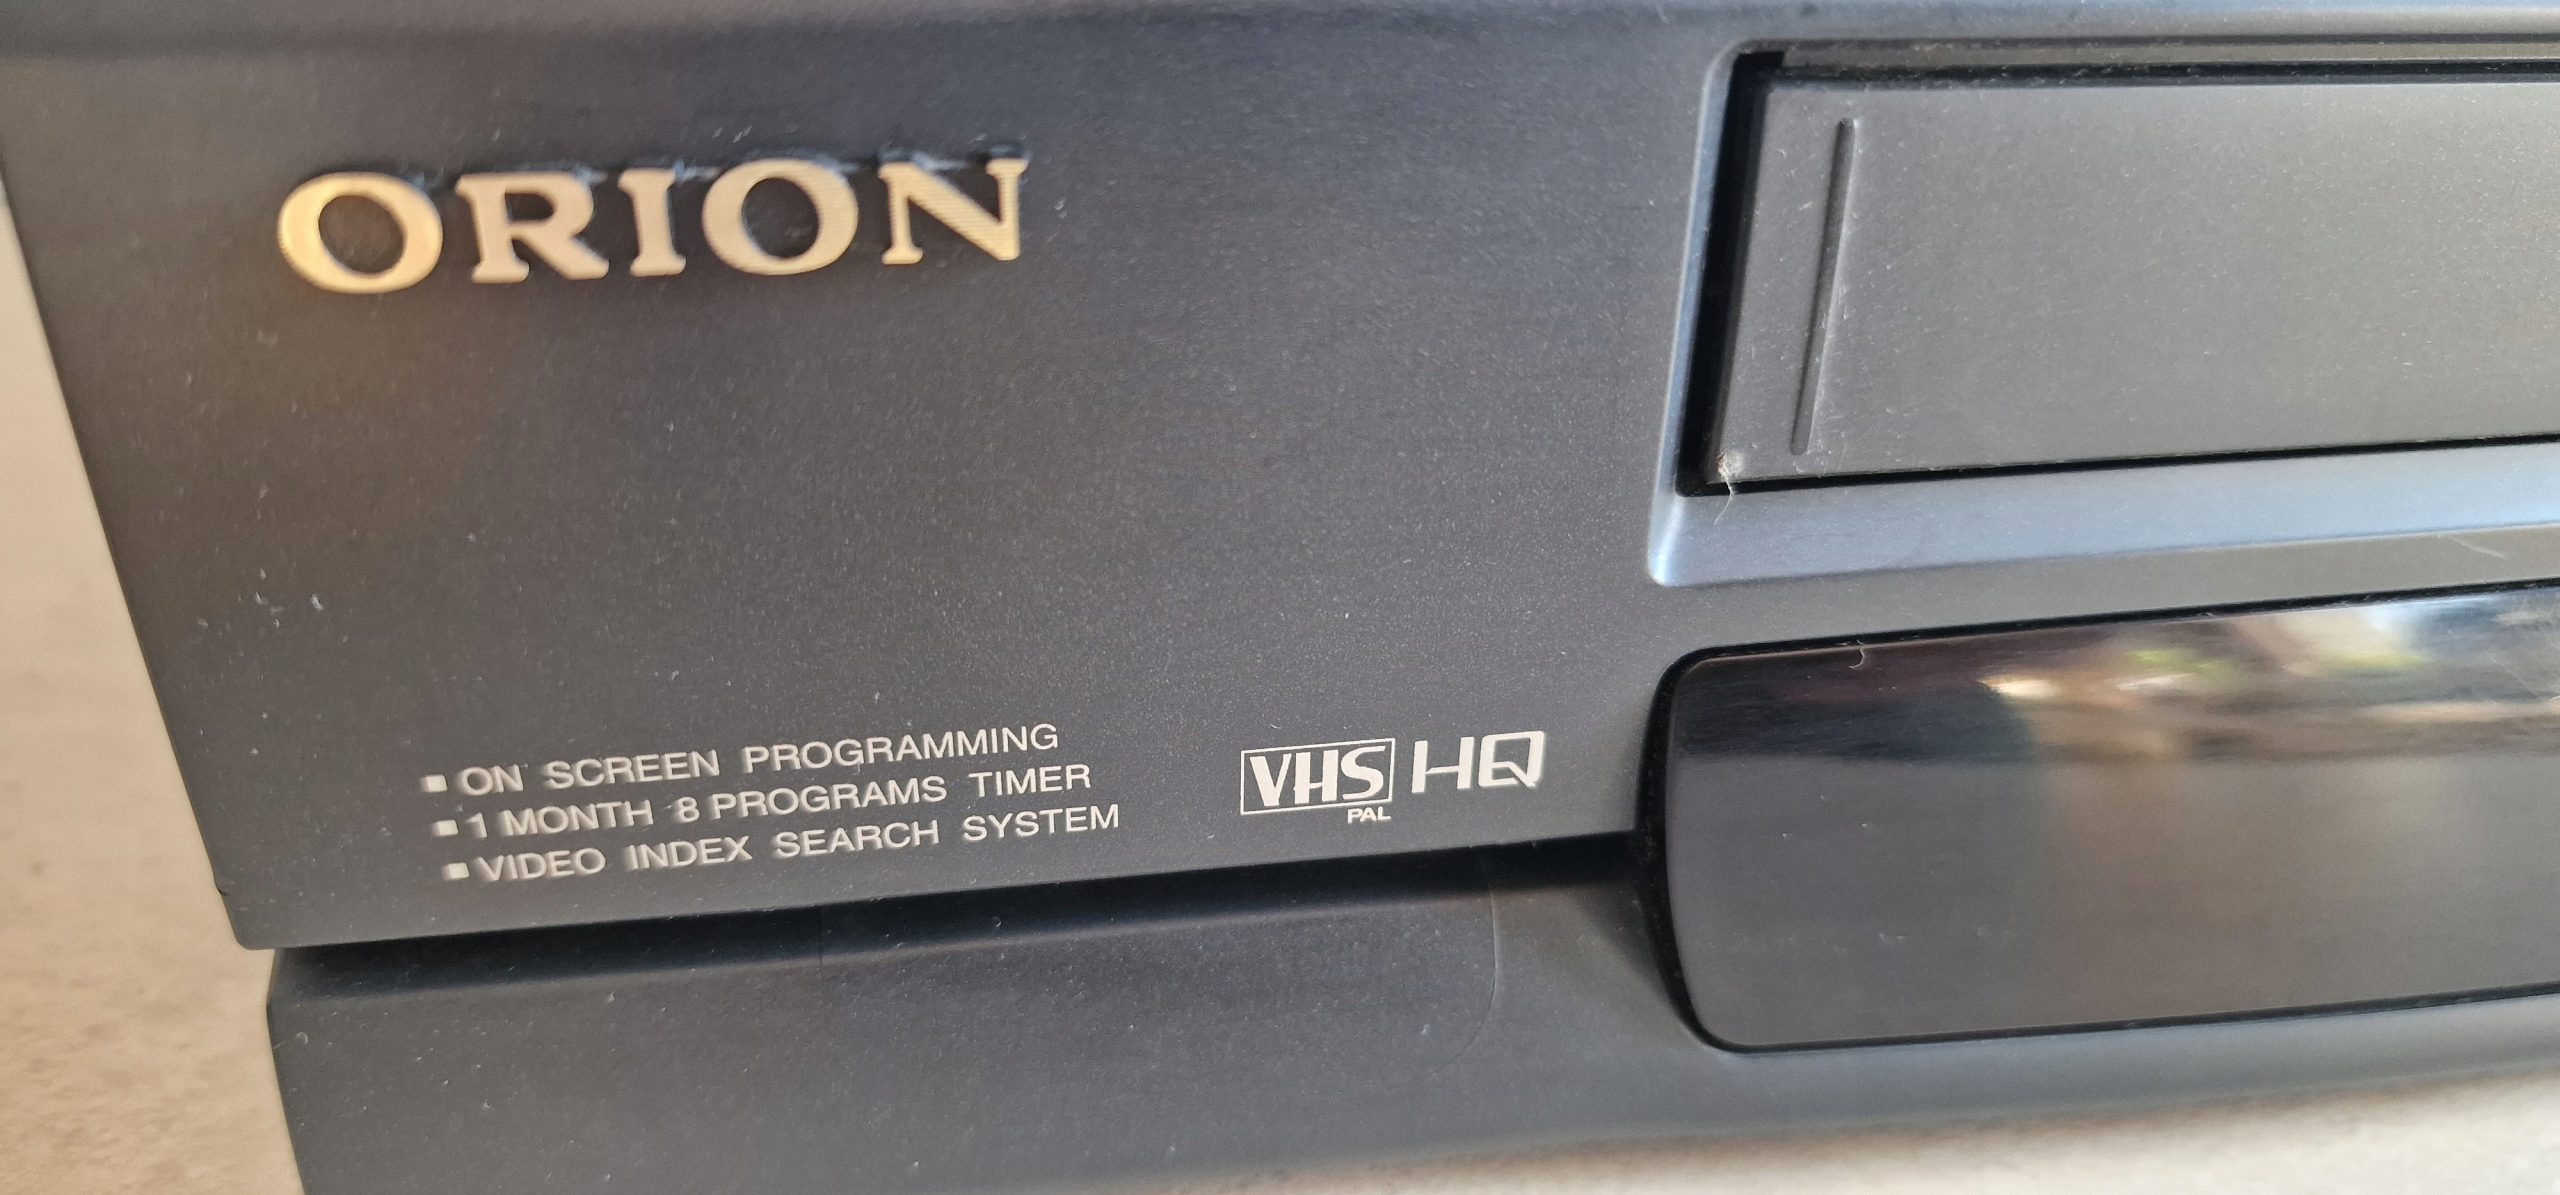 ORION
▪ ON SCREEN PROGRAMMING
▪ 1 MONTH 8 PROGRAMS TIMER
▪ VIDEO INDEX SEARCH SYSTEM
VHS HQ
PAL